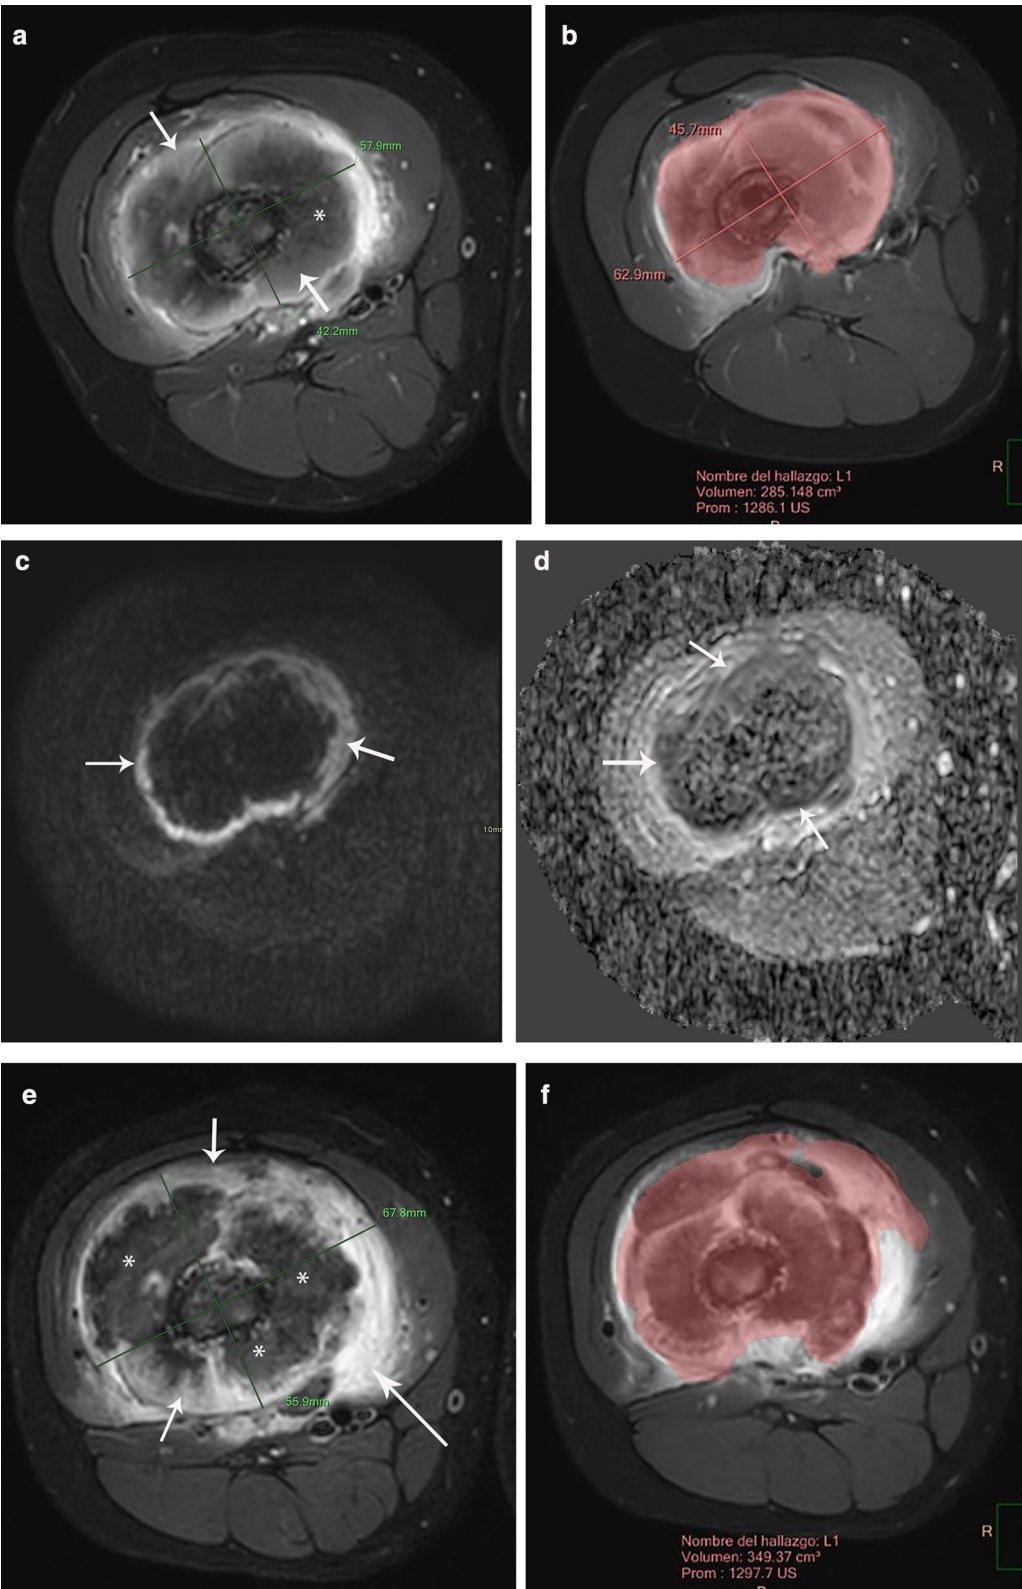 a
57.9mm
*
42.2mm
b
45.7mm
62.9mm
R
Nombre del hallazgo: L1
Volumen: 285.148 cm³
Prom : 1286.1 US
c
10m
d
e
67.8mm
*
*
*
55.9mm
f
R
Nombre del hallazgo: L1
Volumen: 349.37 cm³
Prom : 1297.7 US